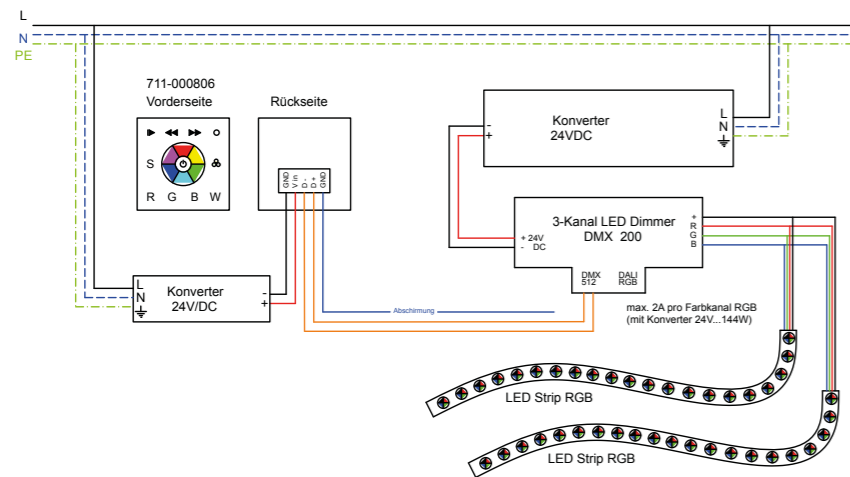 L
N
PE
711-000806
Vorderseite
Rückseite
S
R G B W
GND
V in
D -
D +
GND
Konverter
24VDC
-
+
L
N
3-Kanal LED Dimmer
DMX 200
+ 24V
- DC
+
R
G
B
DMX
512
DALI
RGB
L
N
Konverter
24V/DC
-
+
Abschirmung
max. 2A pro Farbkanal RGB
(mit Konverter 24V...144W)
LED Strip RGB
LED Strip RGB